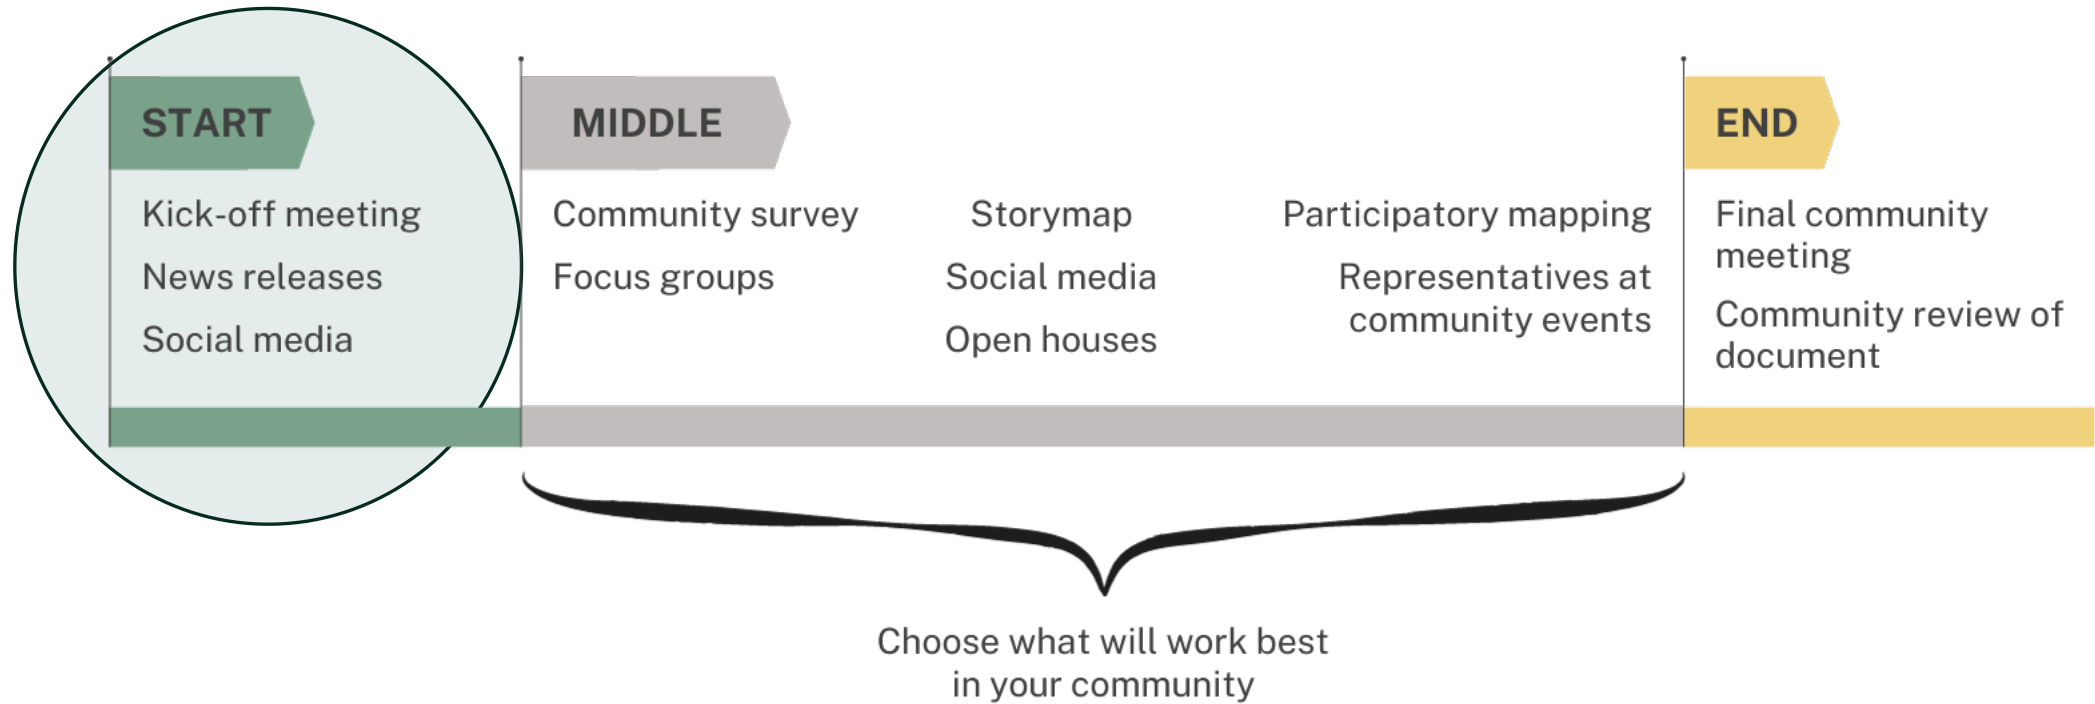 START
Kick-off meeting
News releases
Social media
MIDDLE
Community survey
Focus groups
Storymap
Social media
Open houses
Participatory mapping
Representatives at
community events
END
Final community
meeting
Community review of
document
Choose what will work best
in your community